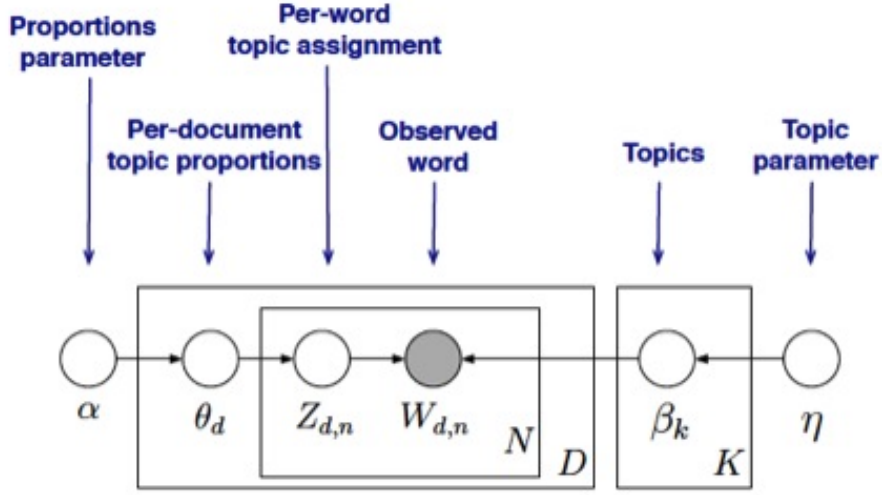 Proportions
parameter
Per-word
topic assignment
Per-document
topic proportions
Observed
word
Topics
Topic
parameter
α
θd
Zd,n
Wd,n
N
D
βk
K
η